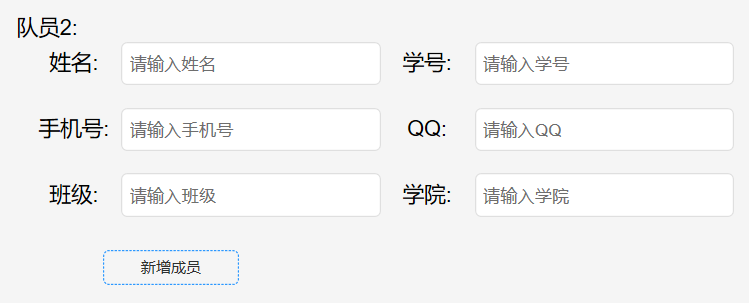 队员2:
姓名: 请输入姓名 学号: 请输入学号
手机号: 请输入手机号 QQ: 请输入QQ
班级: 请输入班级 学院: 请输入学院
新增成员